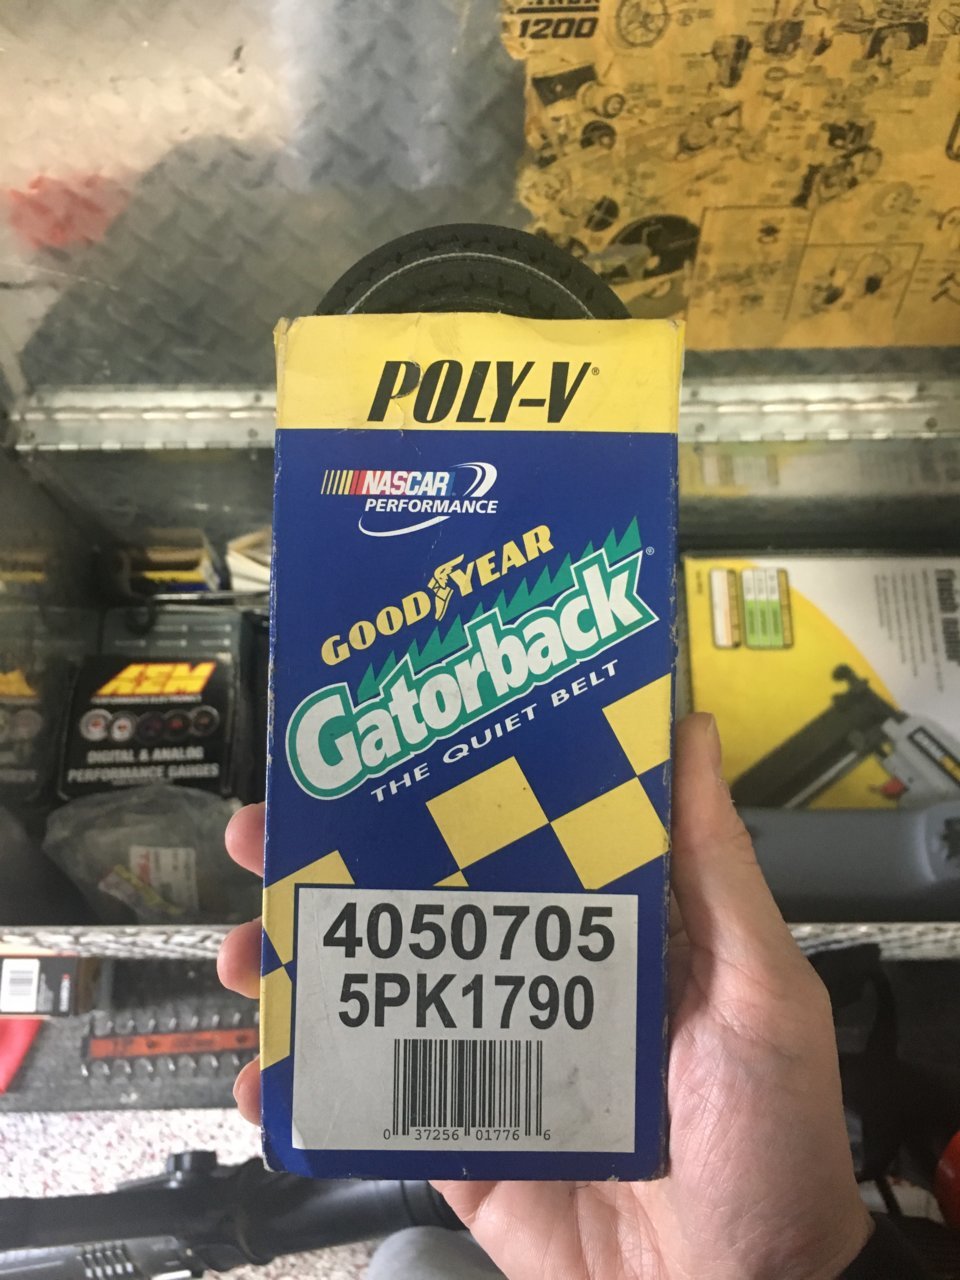 1200
POLY-V®
NASCAR
PERFORMANCE
GOODYEAR
Gatorback®
THE QUIET BELT
AEM
DIGITAL & ANALOG
PERFORMANCE GAUGES
4050705
5PK1790
0 37256 01776 6